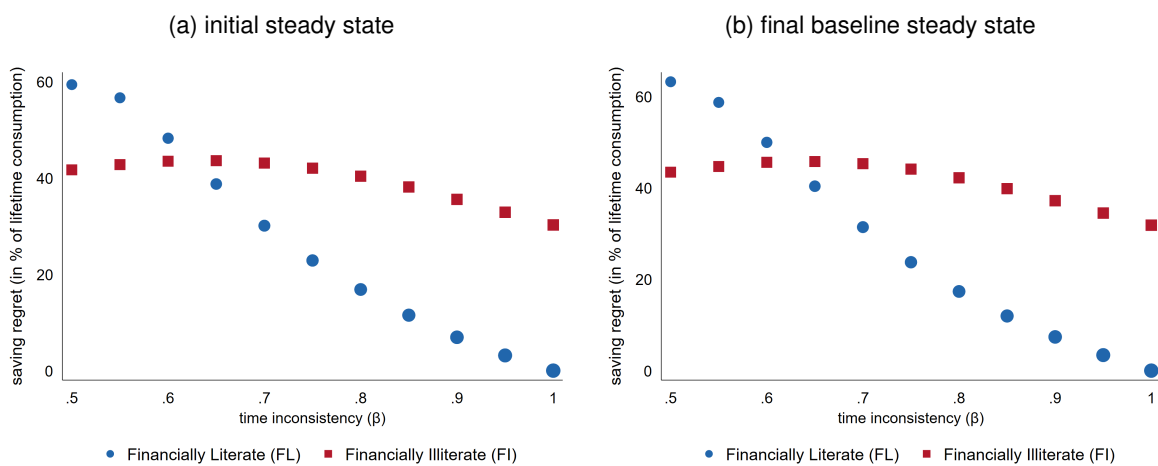 (a) initial steady state
saving regret (in % of lifetime consumption)
60
40
20
0
.5 .6 .7 .8 .9 1
time inconsistency (β)
Financially Literate (FL) Financially Illiterate (FI)
(b) final baseline steady state
saving regret (in % of lifetime consumption)
60
40
20
0
.5 .6 .7 .8 .9 1
time inconsistency (β)
Financially Literate (FL) Financially Illiterate (FI)